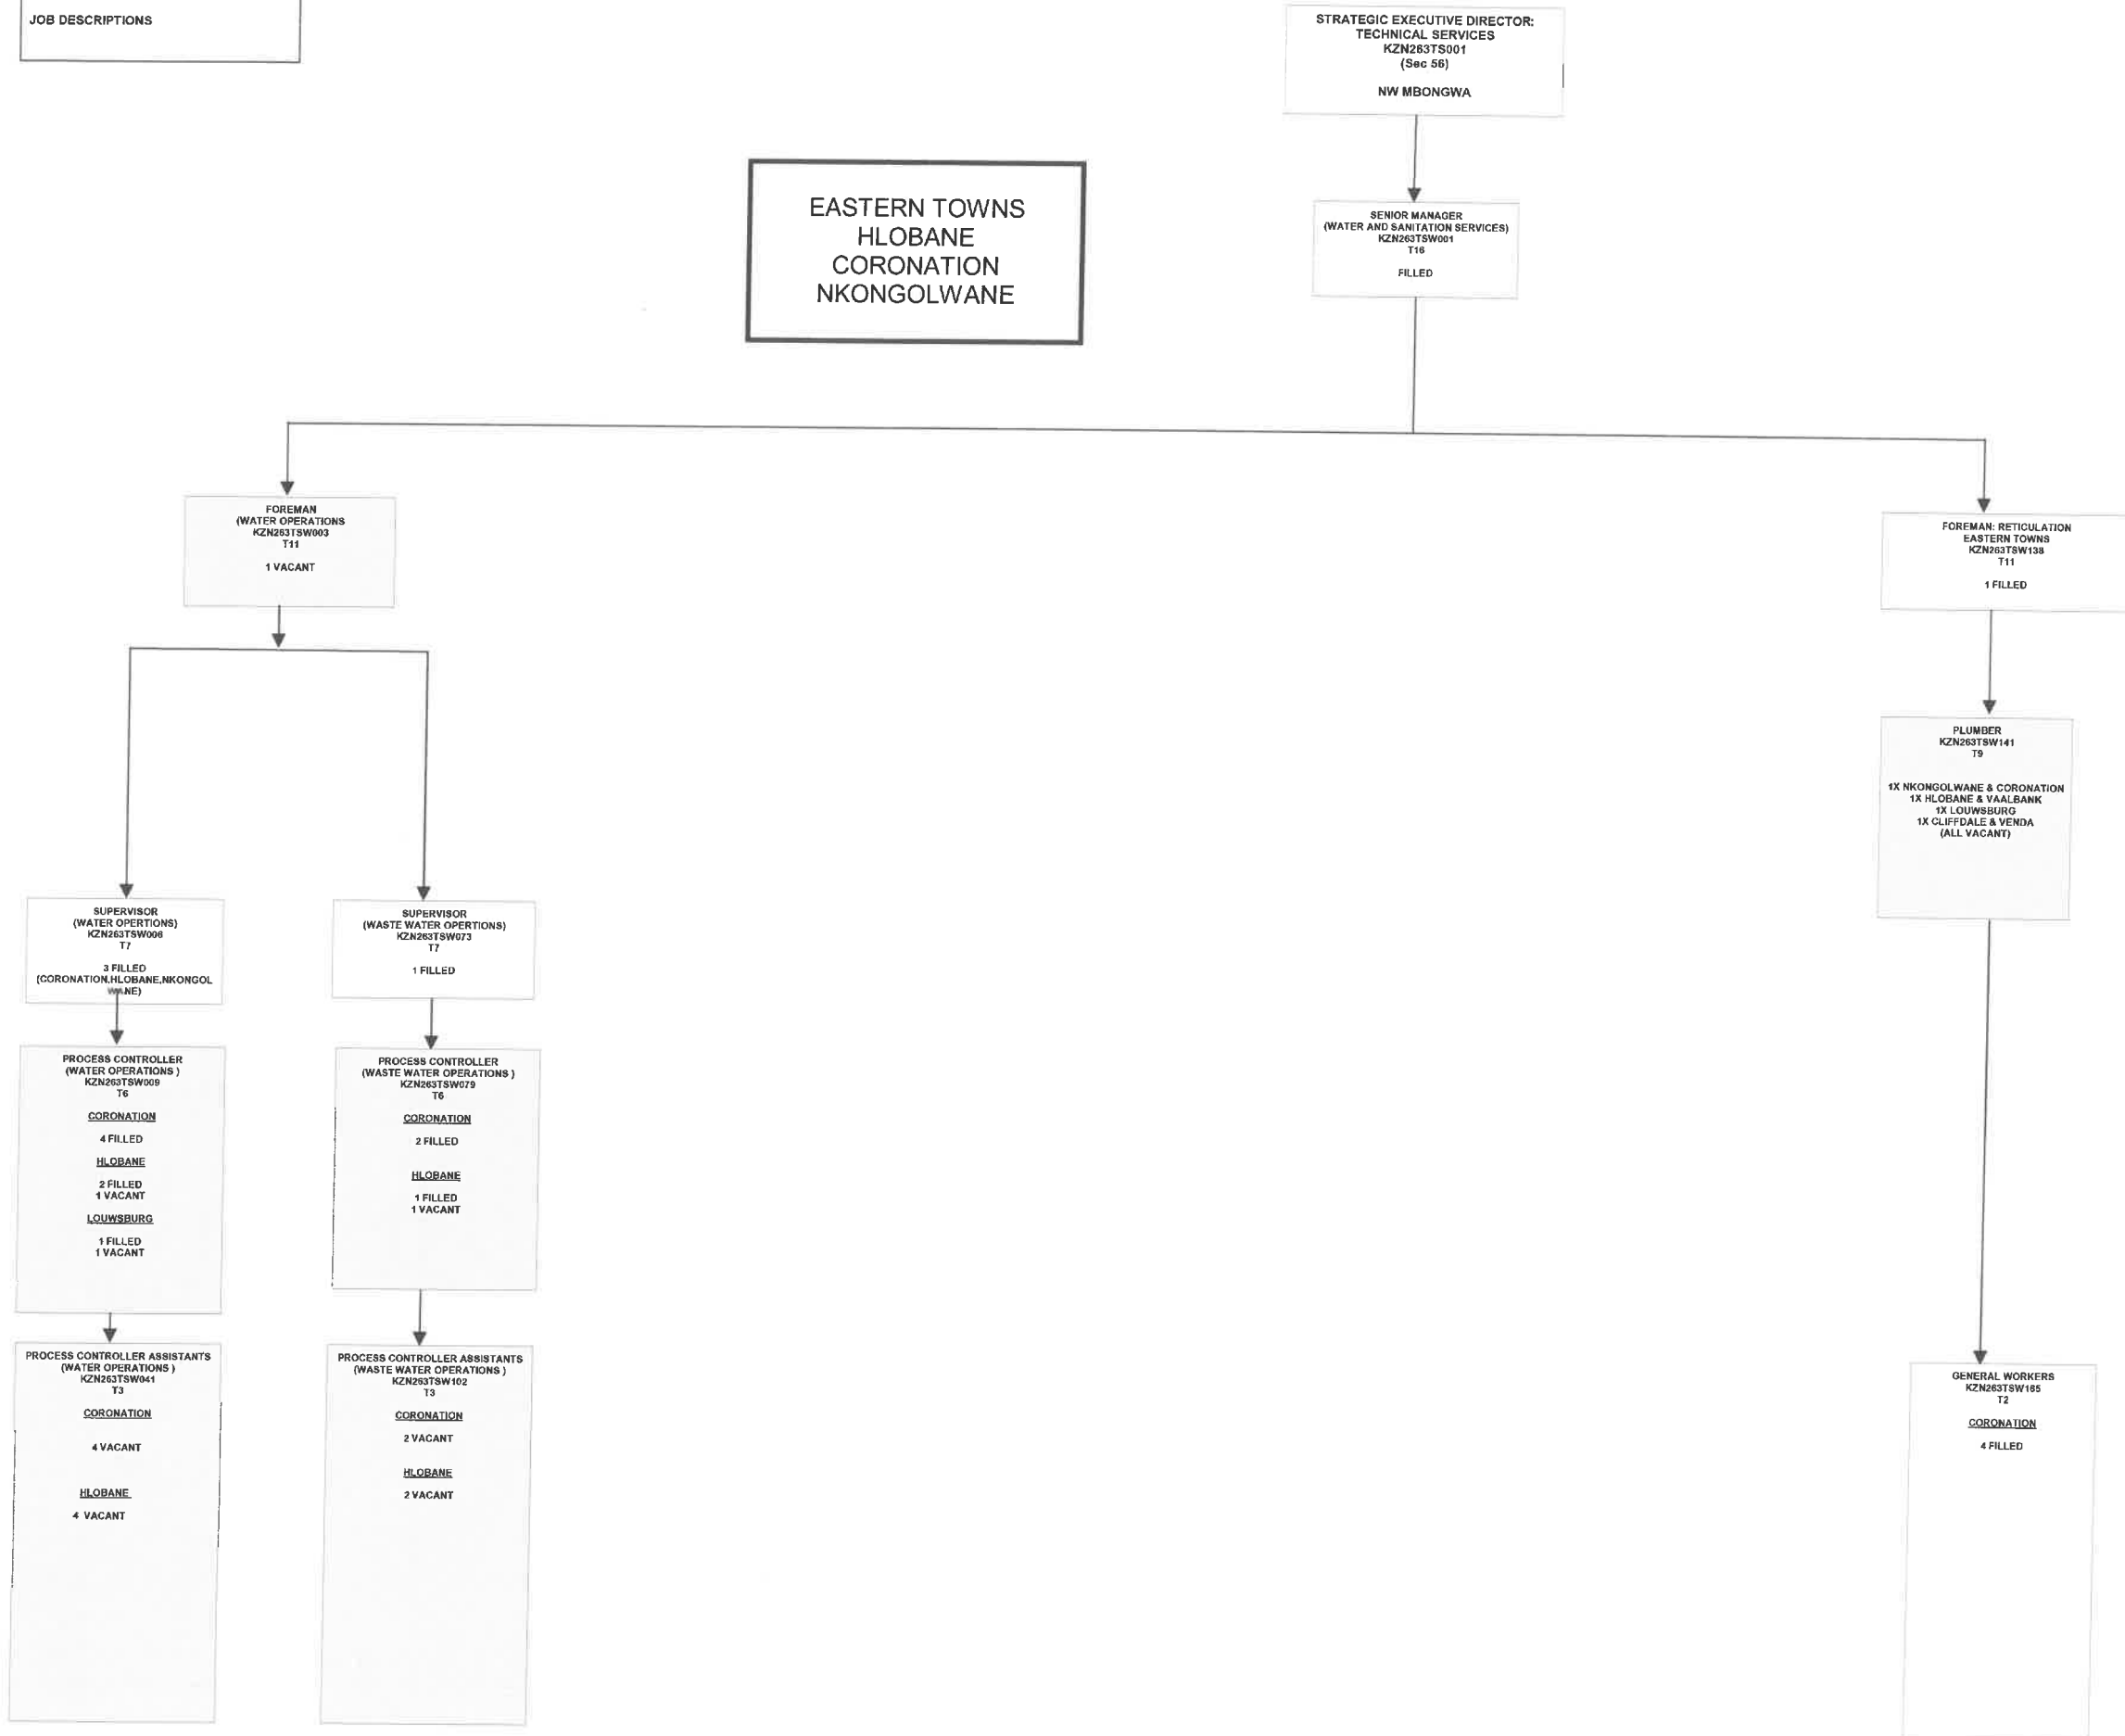 JOB DESCRIPTIONS
STRATEGIC EXECUTIVE DIRECTOR:
TECHNICAL SERVICES
KZN263TS001
(Sec 56)
NW MBONGWA
EASTERN TOWNS
HLOBANE
CORONATION
NKONGOLWANE
SENIOR MANAGER
(WATER AND SANITATION SERVICES)
KZN263TSW001
T16
FILLED
FOREMAN
(WATER OPERATIONS
KZN263TSW003
T11
1 VACANT
FOREMAN: RETICULATION
EASTERN TOWNS
KZN263TSW138
T11
1 FILLED
PLUMBER
KZN263TSW141
T9
1X NKONGOLWANE & CORONATION
1X HLOBANE & VAALBANK
1X LOUWSBURG
1X CLIFFDALE & VENDA
(ALL VACANT)
SUPERVISOR
(WATER OPERTIONS)
KZN263TSW006
T7
3 FILLED
(CORONATION,HLOBANE,NKONGOL
WANE)
SUPERVISOR
(WASTE WATER OPERTIONS)
KZN263TSW073
T7
1 FILLED
PROCESS CONTROLLER
(WATER OPERATIONS )
KZN263TSW009
T6
CORONATION
4 FILLED
HLOBANE
2 FILLED
1 VACANT
LOUWSBURG
1 FILLED
1 VACANT
PROCESS CONTROLLER
(WASTE WATER OPERATIONS )
KZN263TSW079
T6
CORONATION
2 FILLED
HLOBANE
1 FILLED
1 VACANT
PROCESS CONTROLLER ASSISTANTS
(WATER OPERATIONS )
KZN263TSW041
T3
CORONATION
4 VACANT
HLOBANE
4 VACANT
PROCESS CONTROLLER ASSISTANTS
(WASTE WATER OPERATIONS )
KZN263TSW102
T3
CORONATION
2 VACANT
HLOBANE
2 VACANT
GENERAL WORKERS
KZN263TSW165
T2
CORONATION
4 FILLED